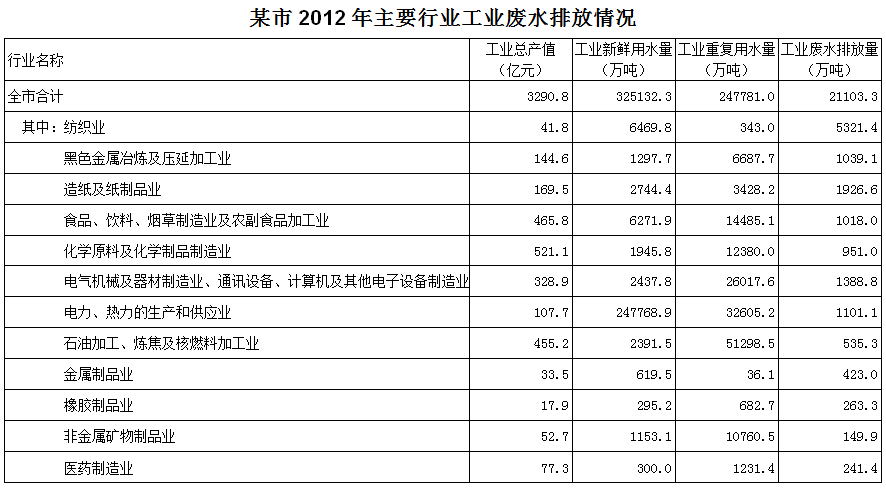 某市 2012 年主要行业工业废水排放情况
行业名称 工业总产值（亿元） 工业新鲜用水量（万吨） 工业重复用水量（万吨） 工业废水排放量（万吨）
全市合计 3290.8 325132.3 247781.0 21103.3
其中：纺织业 41.8 6469.8 343.0 5321.4
黑色金属冶炼及压延加工业 144.6 1297.7 6687.7 1039.1
造纸及纸制品业 169.5 2744.4 3428.2 1926.6
食品、饮料、烟草制造业及农副食品加工业 465.8 6271.9 14485.1 1018.0
化学原料及化学制品制造业 521.1 1945.8 12380.0 951.0
电气机械及器材制造业、通讯设备、计算机及其他电子设备制造业 328.9 2437.8 26017.6 1388.8
电力、热力的生产和供应业 107.7 247768.9 32605.2 1101.1
石油加工、炼焦及核燃料加工业 455.2 2391.5 51298.5 535.3
金属制品业 33.5 619.5 36.1 423.0
橡胶制品业 17.9 295.2 682.7 263.3
非金属矿物制品业 52.7 1153.1 10760.5 149.9
医药制造业 77.3 300.0 1231.4 241.4